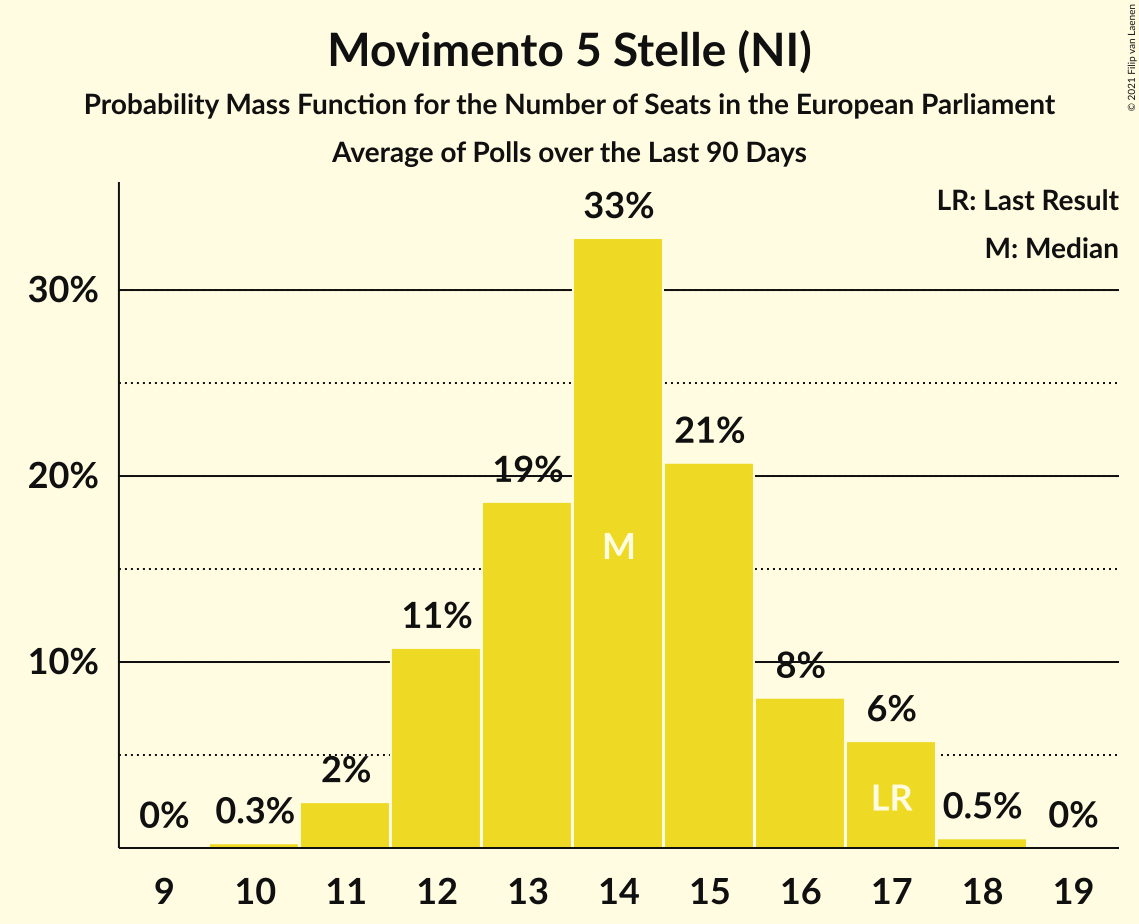 Movimento 5 Stelle (NI)
Probability Mass Function for the Number of Seats in the European Parliament
Average of Polls over the Last 90 Days
© 2021 Filip van Laenen
LR: Last Result
M: Median
33%
30%
21%
20%
19%
M
11%
10%
8%
6%
2%
LR
0%
0.3%
0.5%
0%
9 10 11 12 13 14 15 16 17 18 19